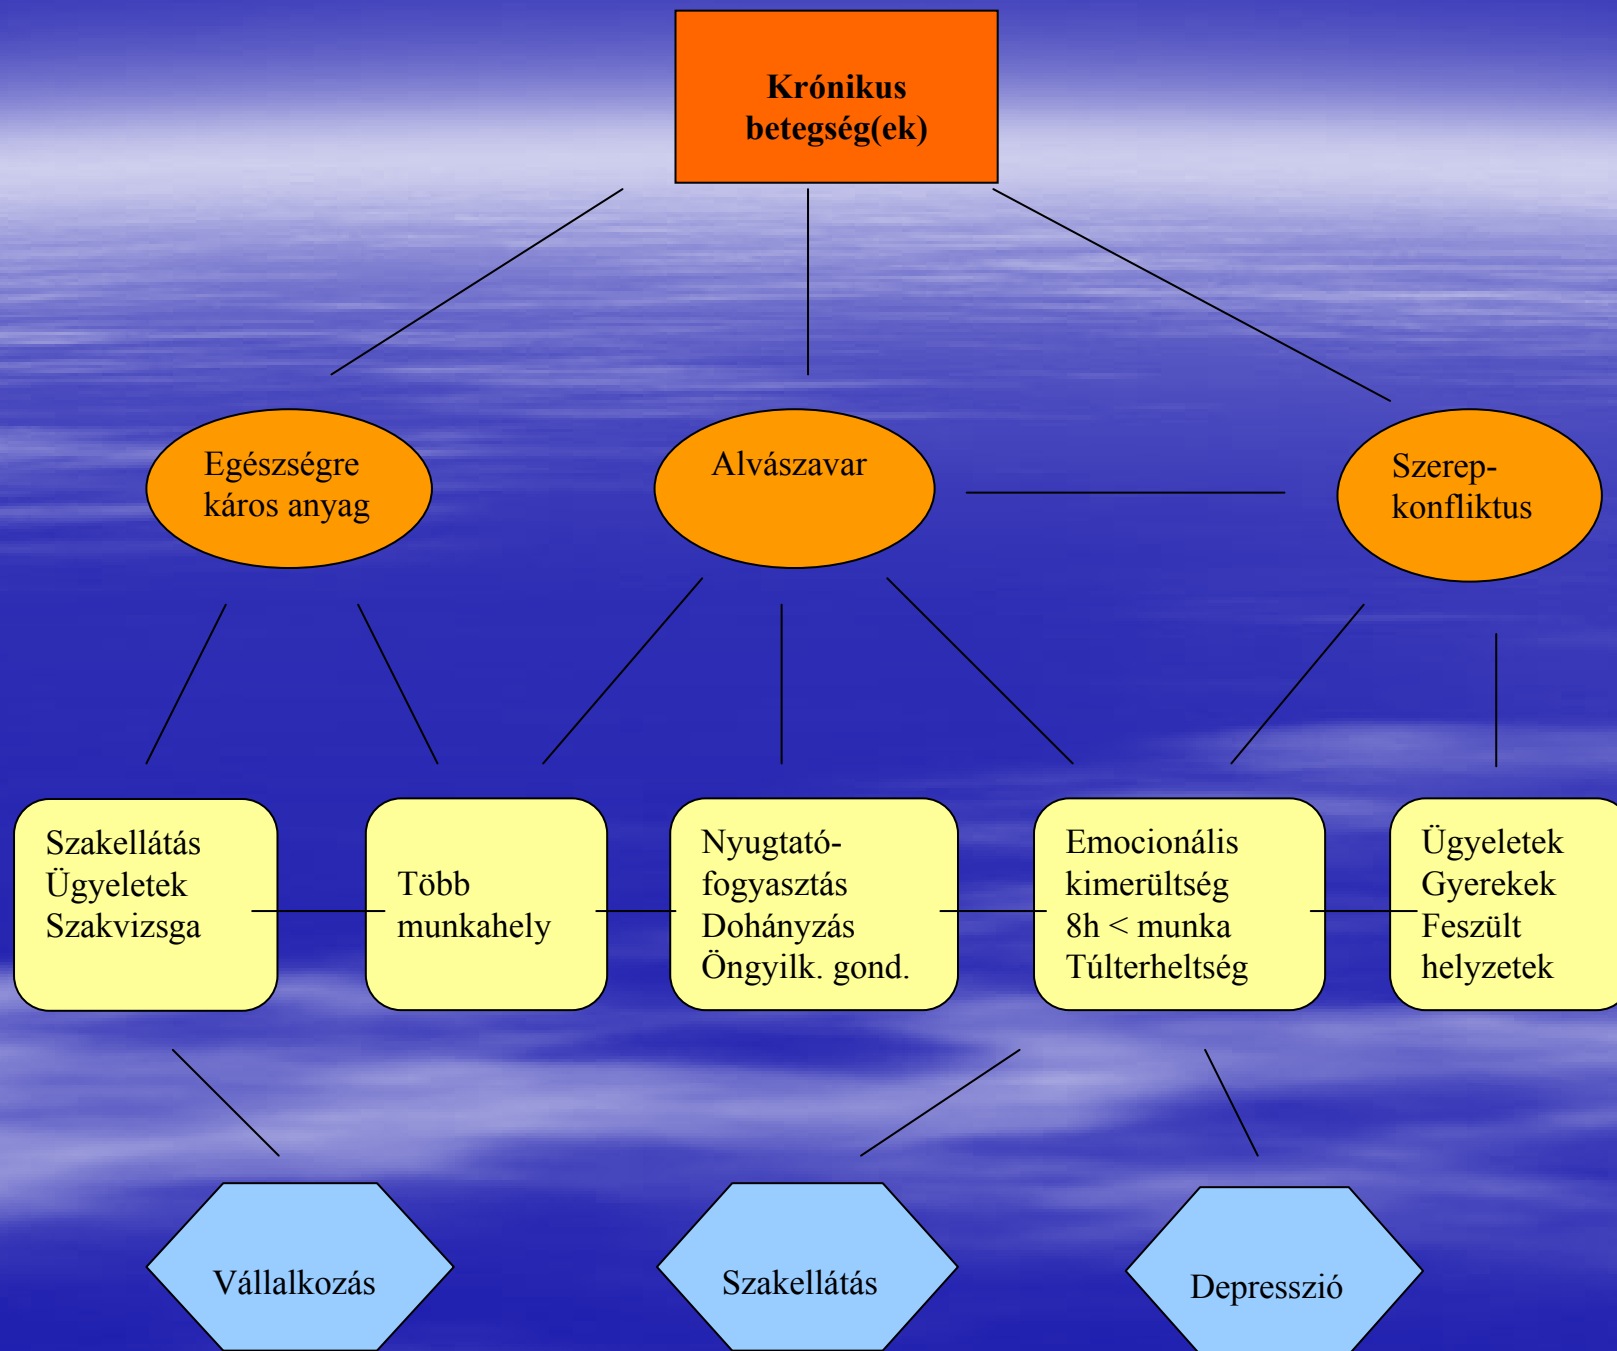 Krónikus
betegség(ek)
Egészségre
káros anyag
Alvászavar
Szerep-
konfliktus
Szakellátás
Ügyeletek
Szakvizsga
Több
munkahely
Nyugtató-
fogyasztás
Dohányzás
Öngyilk. gond.
Emocionális
kimerültség
8h < munka
Túlterheltség
Ügyeletek
Gyerekek
Feszült
helyzetek
Vállalkozás
Szakellátás
Depresszió